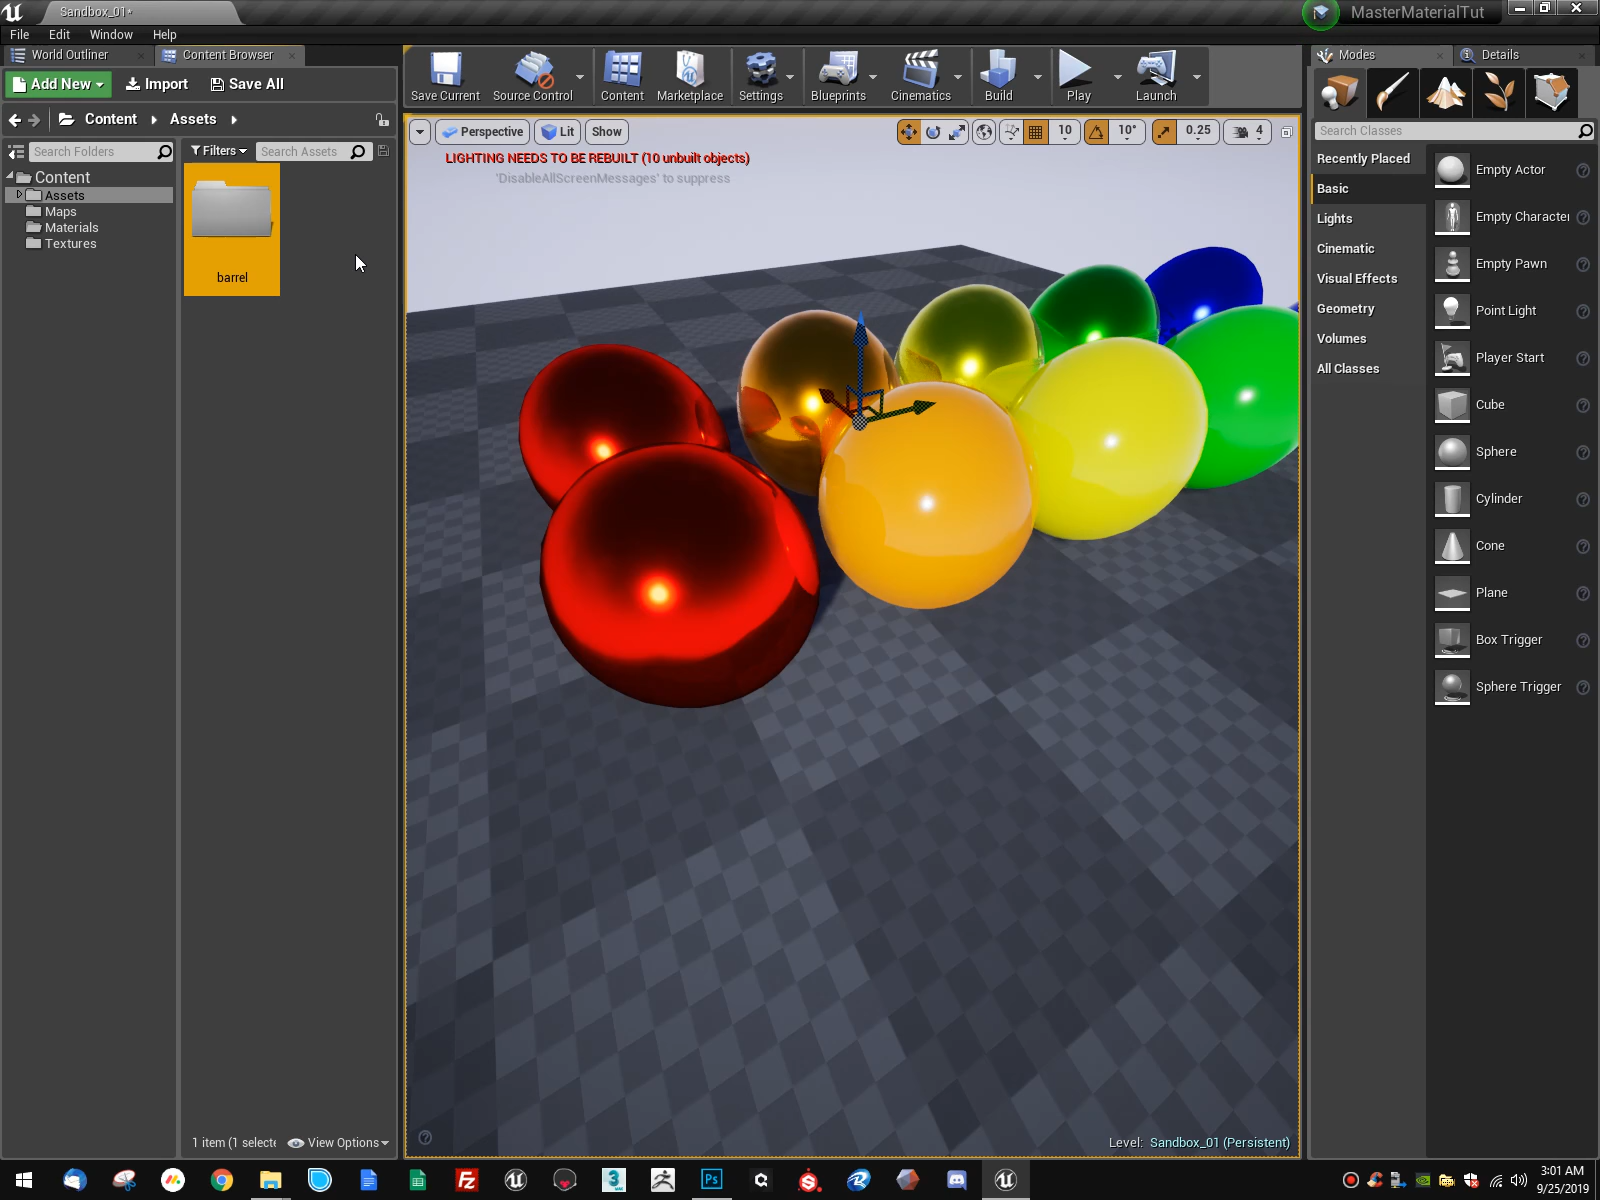 Sandbox_01*
MasterMaterialTut
File Edit Window Help
World Outliner
Content Browser
Modes
Details
Add New
Import
Save All
Save Current
Source Control
Content
Marketplace
Settings
Blueprints
Cinematics
Build
Play
Launch
Content
Assets
Search Folders
Filters
Search Assets
Content
Assets
Maps
Materials
Textures
barrel
1 item (1 selecte
View Options
Perspective
Lit
Show
10
10°
0.25
4
LIGHTING NEEDS TO BE REBUILT (10 unbuilt objects)
'DisableAllScreenMessages' to suppress
Level: Sandbox_01 (Persistent)
Search Classes
Recently Placed
Basic
Lights
Cinematic
Visual Effects
Geometry
Volumes
All Classes
Empty Actor
Empty Character
Empty Pawn
Point Light
Player Start
Cube
Sphere
Cylinder
Cone
Plane
Box Trigger
Sphere Trigger
Fz
3
Ps
3:01 AM
9/25/2019